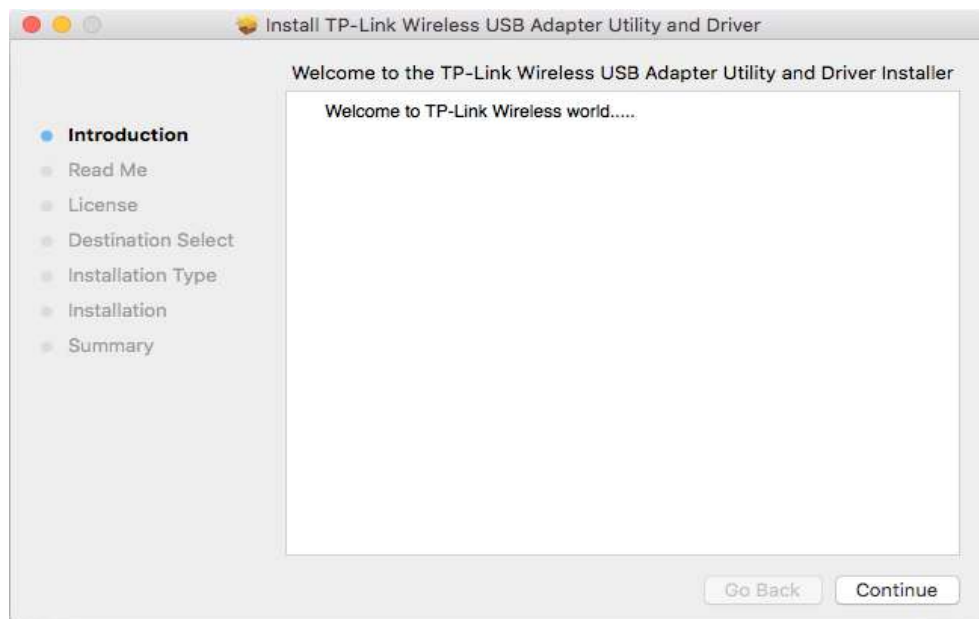 Install TP-Link Wireless USB Adapter Utility and Driver
Welcome to the TP-Link Wireless USB Adapter Utility and Driver Installer
Welcome to TP-Link Wireless world.....
Introduction
Read Me
License
Destination Select
Installation Type
Installation
Summary
Go Back
Continue